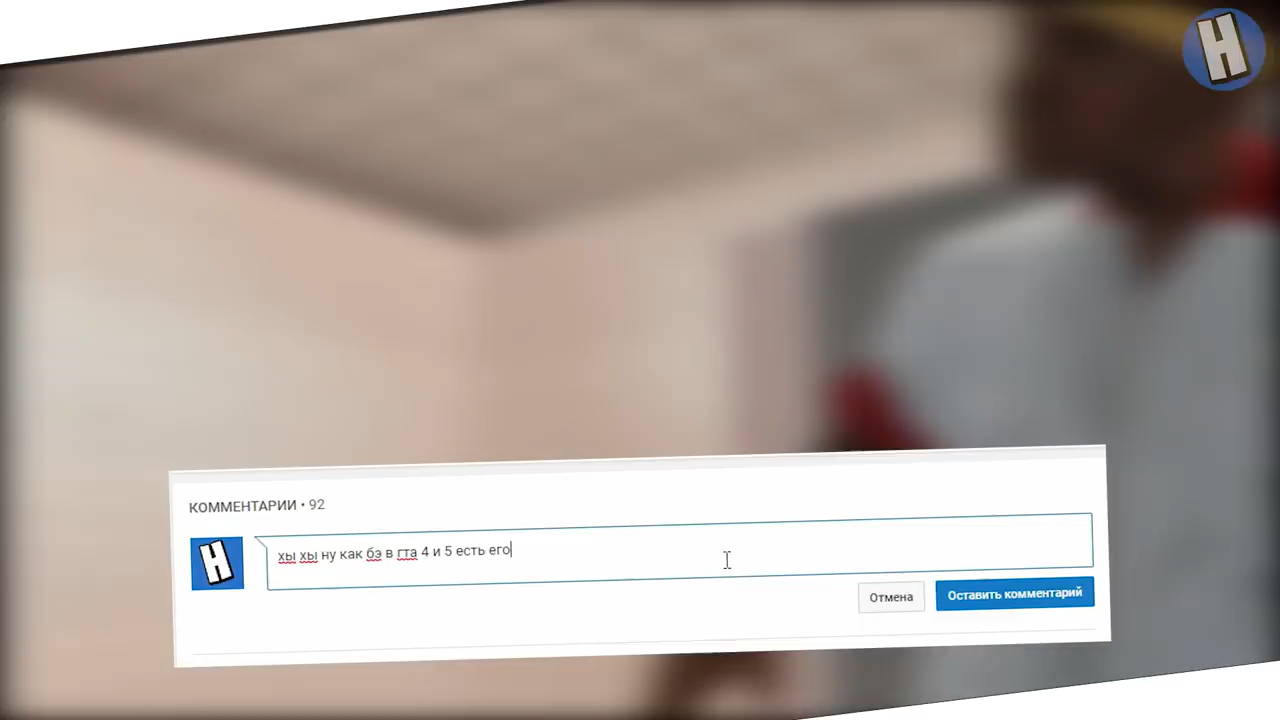 H
КОММЕНТАРИИ • 92
H
хы хы ну как бэ в гта 4 и 5 есть его
Отмена
Оставить комментарий